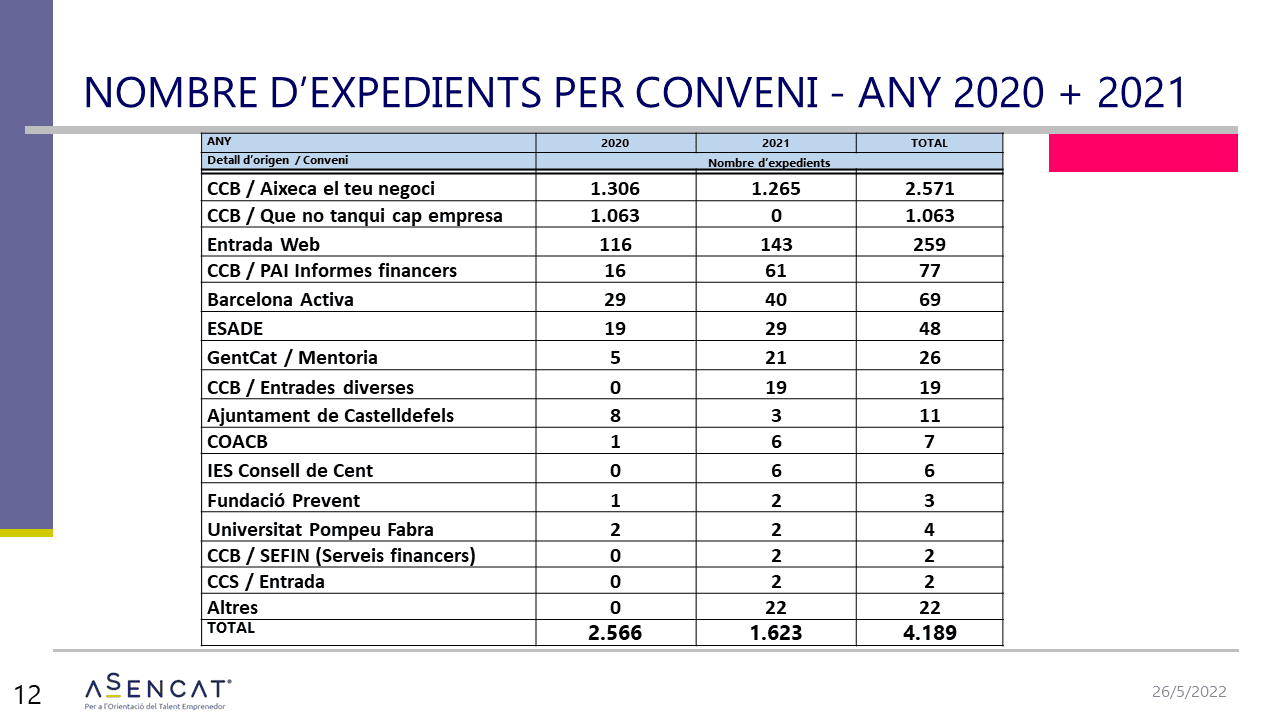 NOMBRE D’EXPEDIENTS PER CONVENI - ANY 2020 + 2021
ANY 2020 2021 TOTAL
Detall d’origen / Conveni Nombre d’expedients
CCB / Aixeca el teu negoci 1.306 1.265 2.571
CCB / Que no tanqui cap empresa 1.063 0 1.063
Entrada Web 116 143 259
CCB / PAI Informes financers 16 61 77
Barcelona Activa 29 40 69
ESADE 19 29 48
GentCat / Mentoria 5 21 26
CCB / Entrades diverses 0 19 19
Ajuntament de Castelldefels 8 3 11
COACB 1 6 7
IES Consell de Cent 0 6 6
Fundació Prevent 1 2 3
Universitat Pompeu Fabra 2 2 4
CCB / SEFIN (Serveis financers) 0 2 2
CCS / Entrada 0 2 2
Altres 0 22 22
TOTAL 2.566 1.623 4.189
12
ASENCAT®
Per a l’Orientació del Talent Emprenedor
26/5/2022